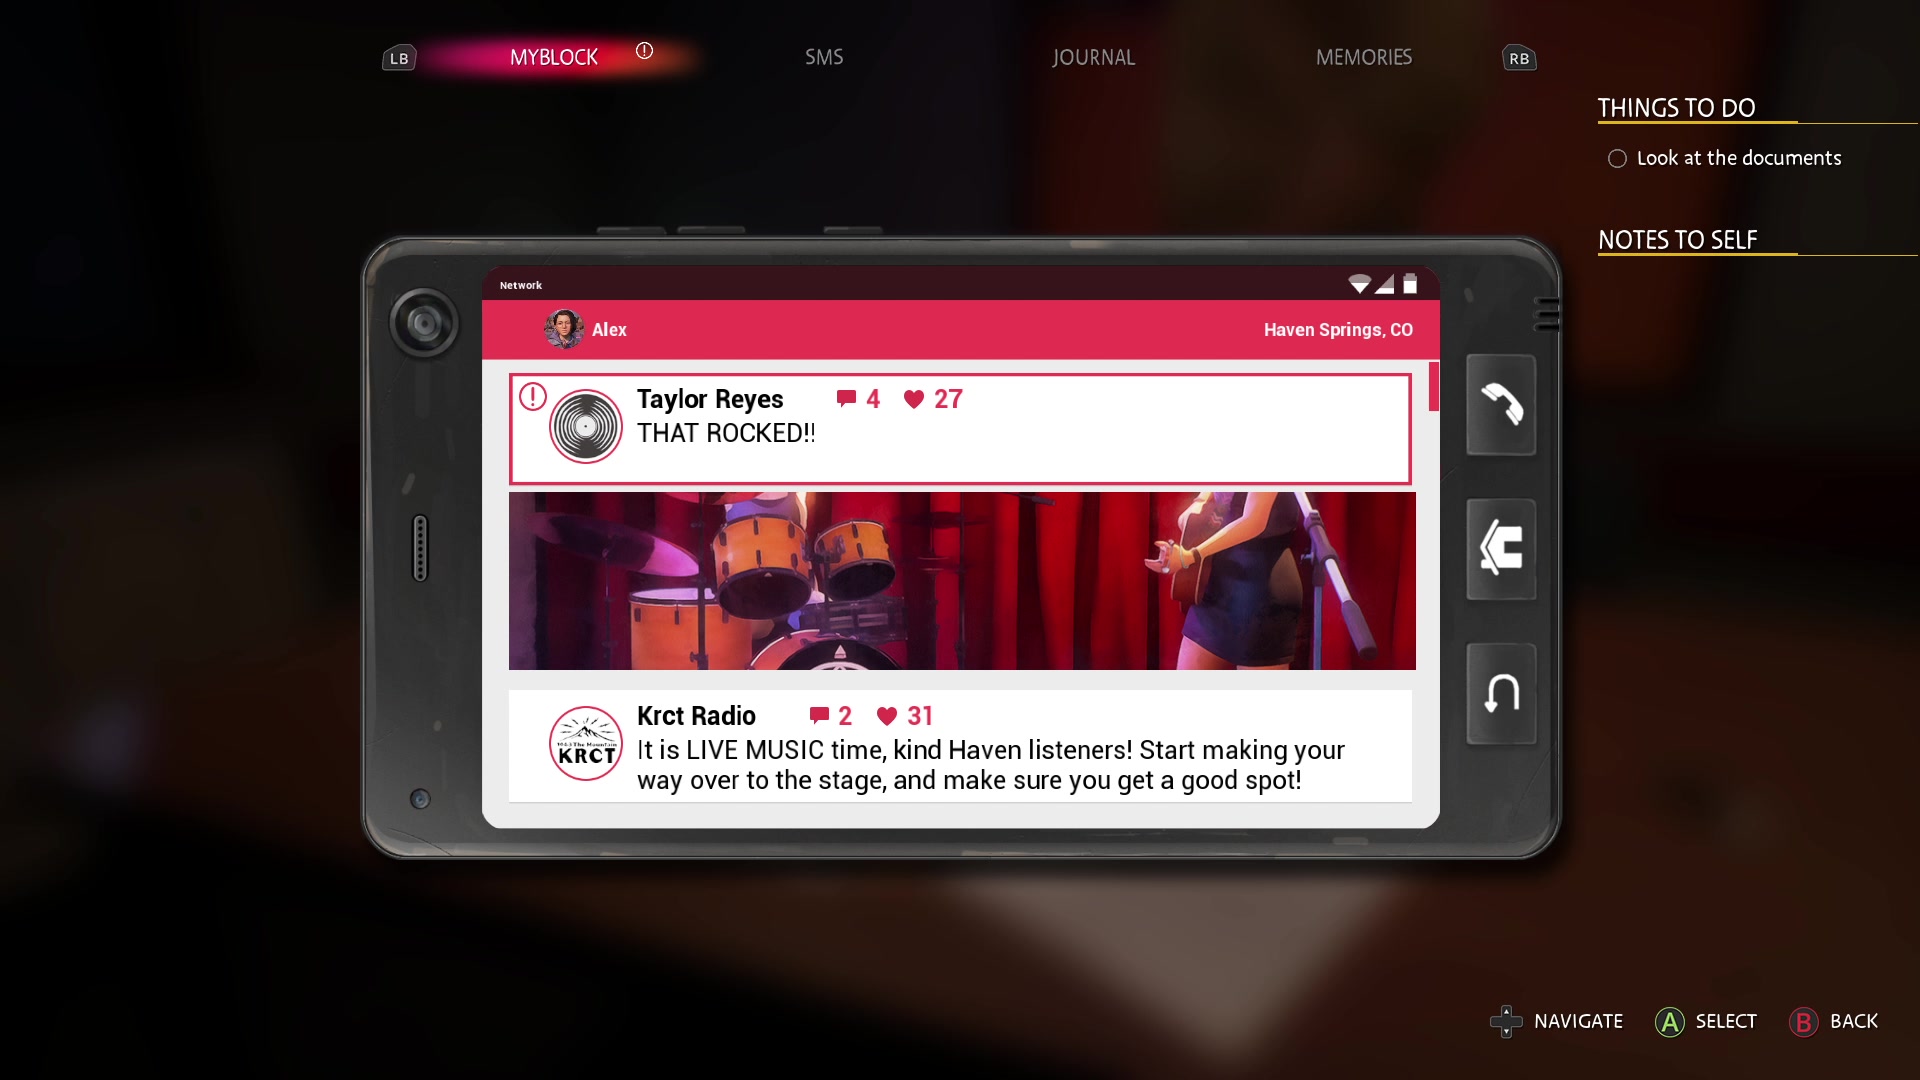 LB
MYBLOCK
SMS
JOURNAL
MEMORIES
RB
THINGS TO DO
Look at the documents
NOTES TO SELF
Network
Alex
Haven Springs, CO
Taylor Reyes 4 27
THAT ROCKED!!
Krct Radio 2 31
It is LIVE MUSIC time, kind Haven listeners! Start making your
way over to the stage, and make sure you get a good spot!
The Mountain
KRCT
NAVIGATE
A SELECT
B BACK